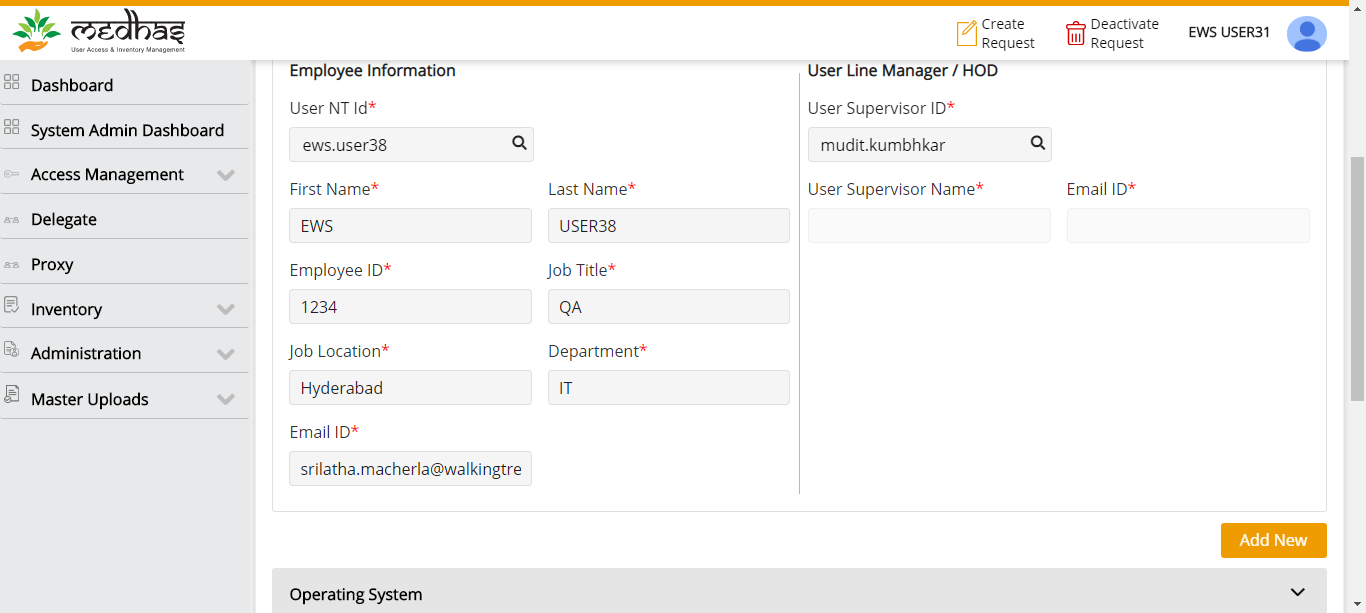 medhas
User Access & Inventory Management
Create
Request
Deactivate
Request
EWS USER31
Dashboard
System Admin Dashboard
Access Management
Delegate
Proxy
Inventory
Administration
Master Uploads
Employee Information
User NT Id*
ews.user38
First Name*
Last Name*
EWS
USER38
Employee ID*
Job Title*
1234
QA
Job Location*
Department*
Hyderabad
IT
Email ID*
srilatha.macherla@walkingtre
User Line Manager / HOD
User Supervisor ID*
mudit.kumbhkar
User Supervisor Name*
Email ID*
Add New
Operating System